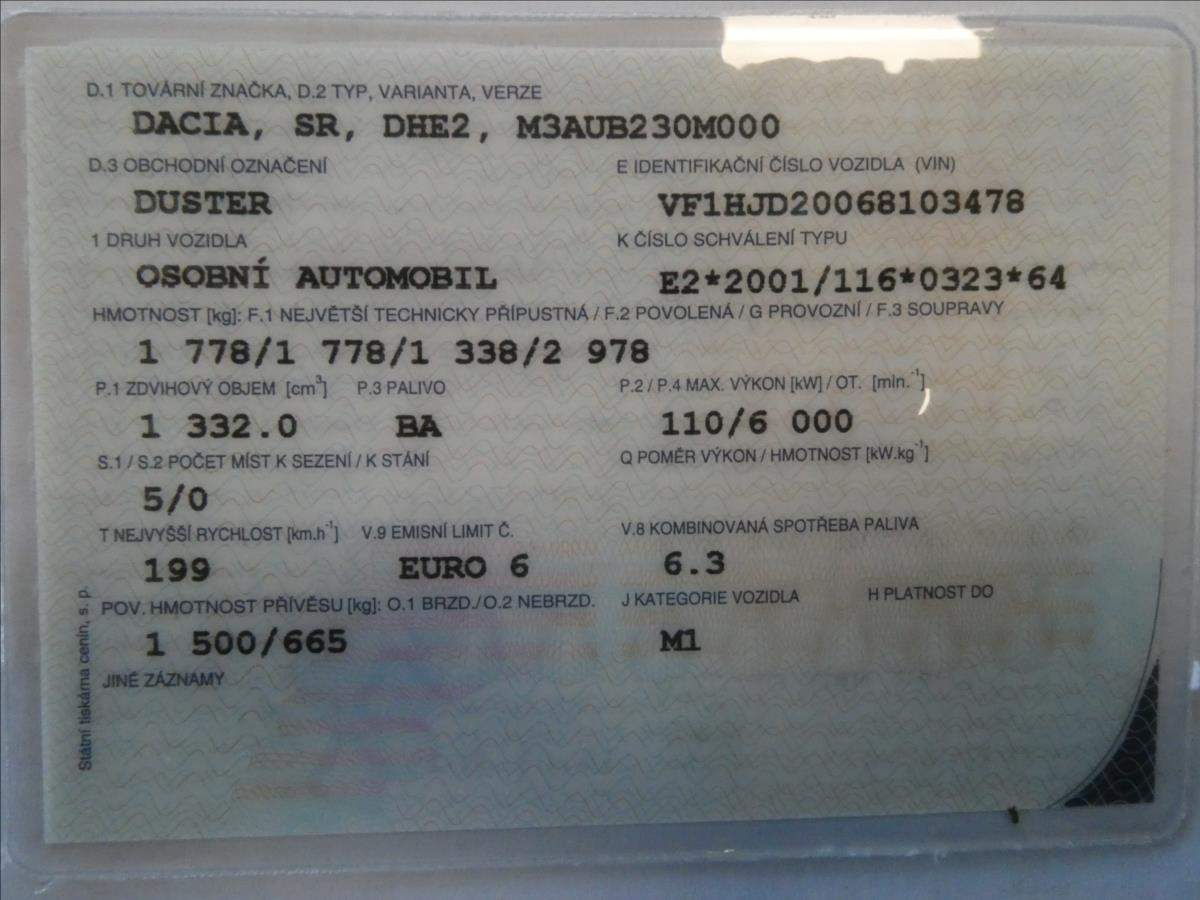 D.1 TOVÁRNÍ ZNAČKA, D.2 TYP, VARIANTA, VERZE
DACIA, SR, DHE2, M3AUB230M000
D.3 OBCHODNÍ OZNAČENÍ E IDENTIFIKAČNÍ ČÍSLO VOZIDLA (VIN)
DUSTER VF1HJD20068103478
1 DRUH VOZIDLA K ČÍSLO SCHVÁLENÍ TYPU
OSOBNÍ AUTOMOBIL E2*2001/116*0323*64
HMOTNOST [kg]: F.1 NEJVĚTŠÍ TECHNICKY PŘÍPUSTNÁ / F.2 POVOLENÁ / G PROVOZNÍ / F.3 SOUPRAVY
1 778/1 778/1 338/2 978
P.1 ZDVIHOVÝ OBJEM [cm³] P.3 PALIVO P.2 / P.4 MAX. VÝKON [kW] / OT. [min.⁻¹]
1 332.0 BA 110/6 000
S.1 / S.2 POČET MÍST K SEZENÍ / K STÁNÍ Q POMĚR VÝKON / HMOTNOST [kW.kg⁻¹]
5/0
T NEJVYŠŠÍ RYCHLOST [km.h⁻¹] V.9 EMISNÍ LIMIT Č. V.8 KOMBINOVANÁ SPOTŘEBA PALIVA
199 EURO 6 6.3
POV. HMOTNOST PŘÍVĚSU [kg]: O.1 BRZD./O.2 NEBRZD. J KATEGORIE VOZIDLA H PLATNOST DO
1 500/665 M1
JINÉ ZÁZNAMY
Státní tiskárna cenin, s. p.